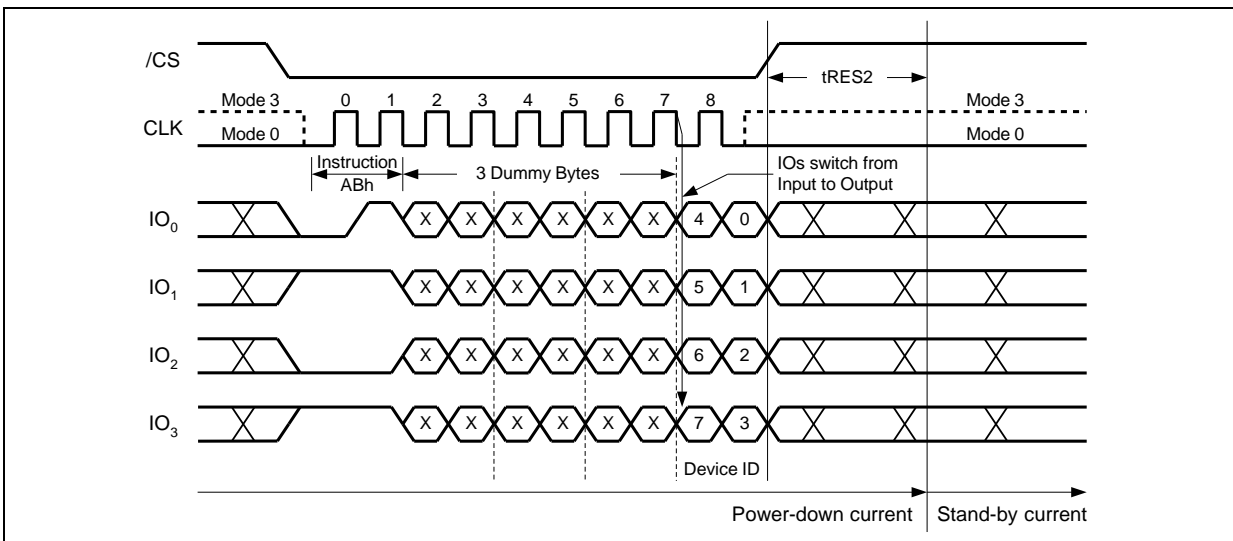 /CS
tRES2
0 1 2 3 4 5 6 7 8
Mode 3 Mode 3
CLK
Mode 0 Mode 0
Instruction
ABh
3 Dummy Bytes
IOs switch from
Input to Output
IO0 X X X X X X 4 0
IO1 X X X X X X 5 1
IO2 X X X X X X 6 2
IO3 X X X X X X 7 3
Device ID
Power-down current Stand-by current